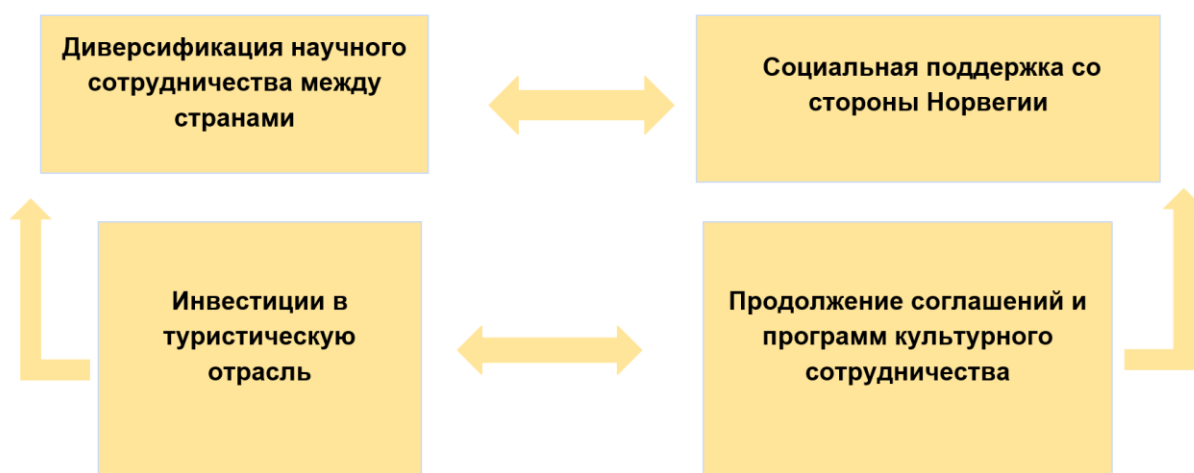 Диверсификация научного
сотрудничества между
странами
Социальная поддержка со
стороны Норвегии
Инвестиции в
туристическую
отрасль
Продолжение соглашений и
программ культурного
сотрудничества